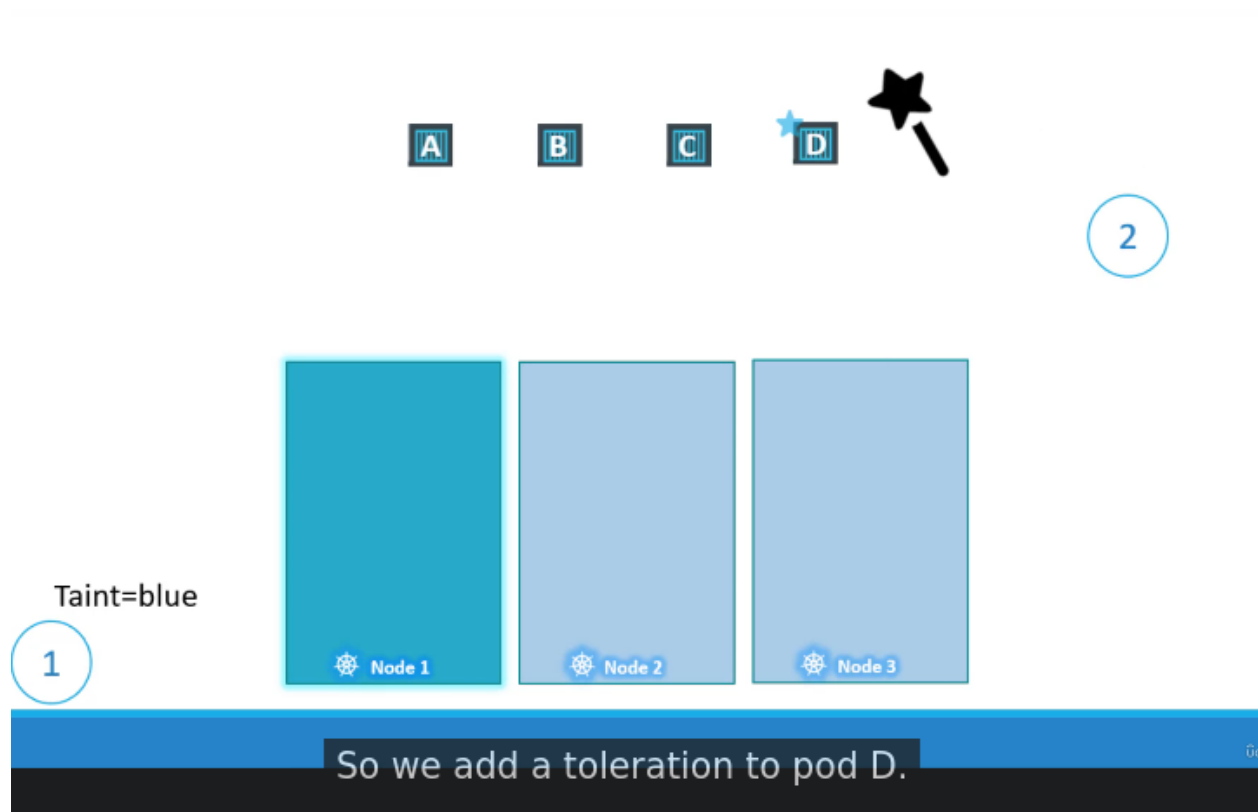 A
B
C
D
2
Taint=blue
1
Node 1
Node 2
Node 3
So we add a toleration to pod D.